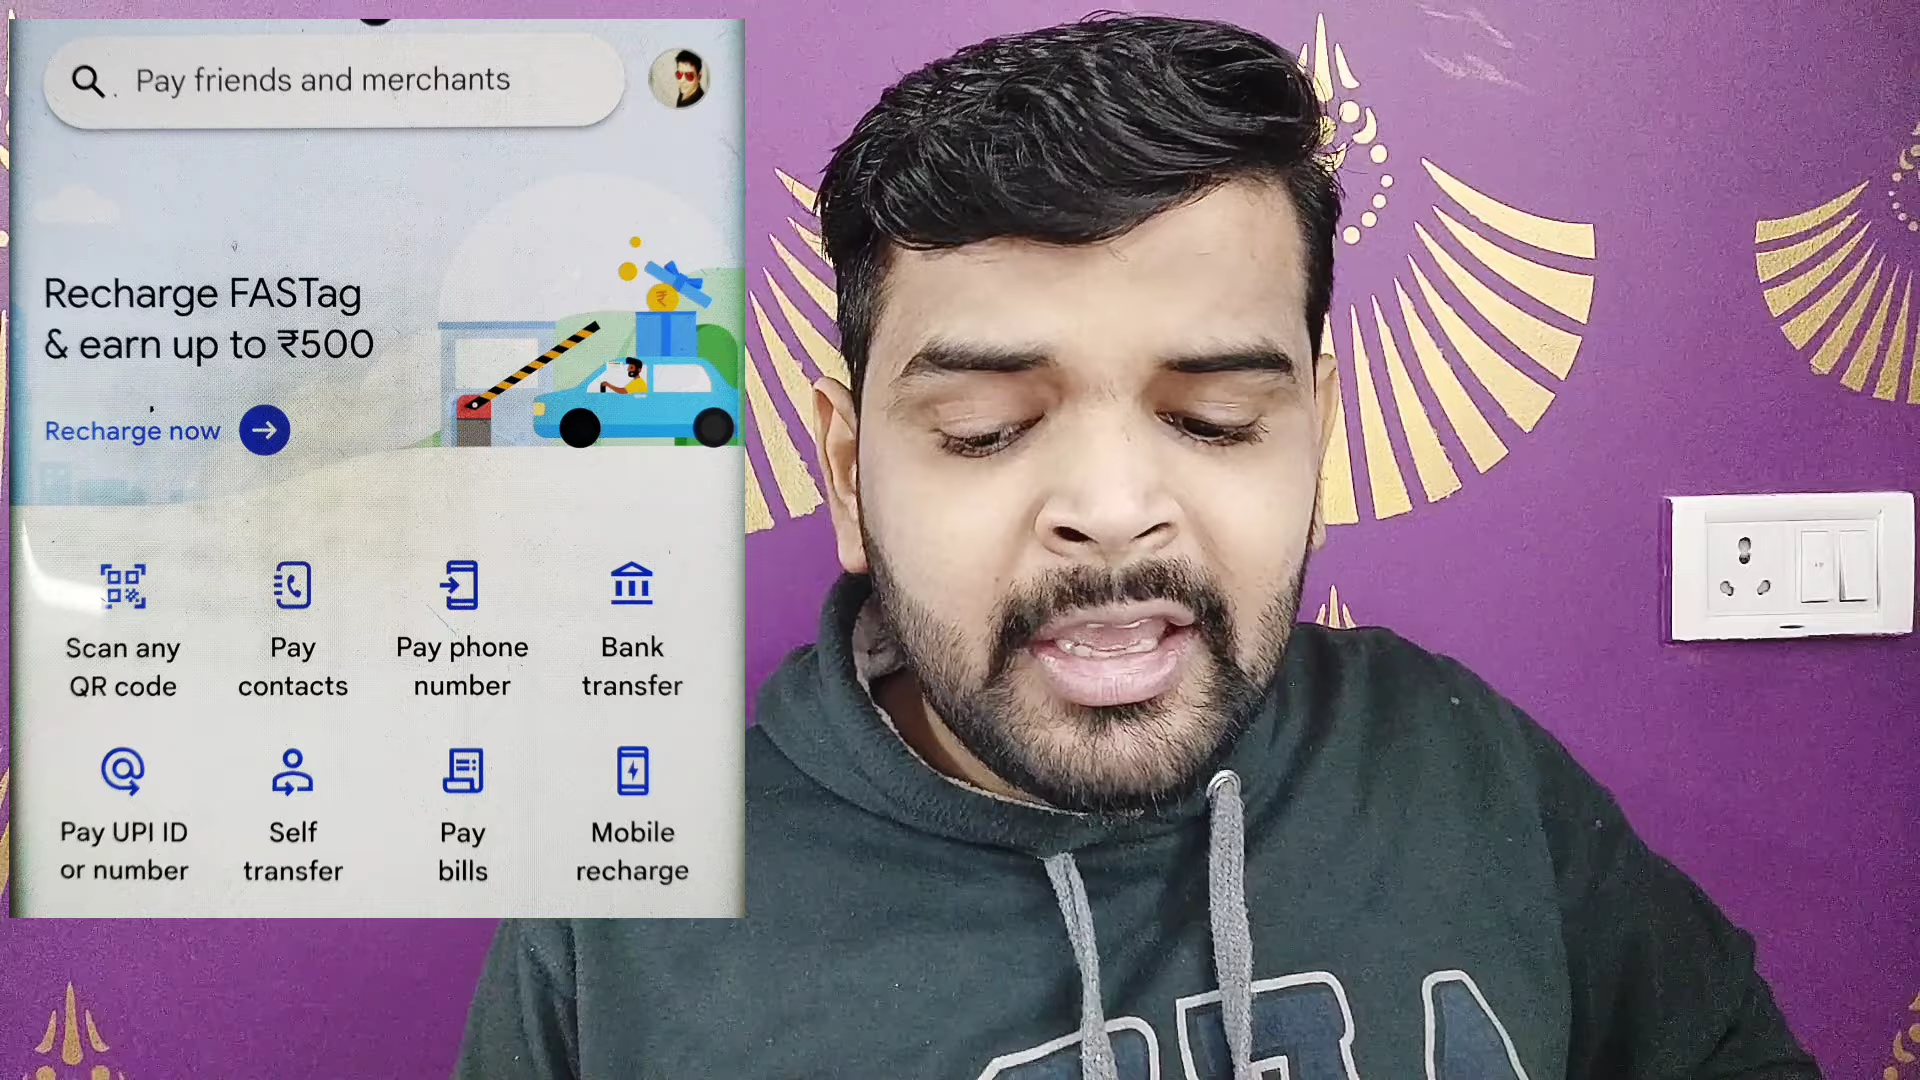 Pay friends and merchants
Recharge FASTag
& earn up to ₹500
Recharge now
Scan any
QR code
Pay
contacts
Pay phone
number
Bank
transfer
Pay UPI ID
or number
Self
transfer
Pay
bills
Mobile
recharge